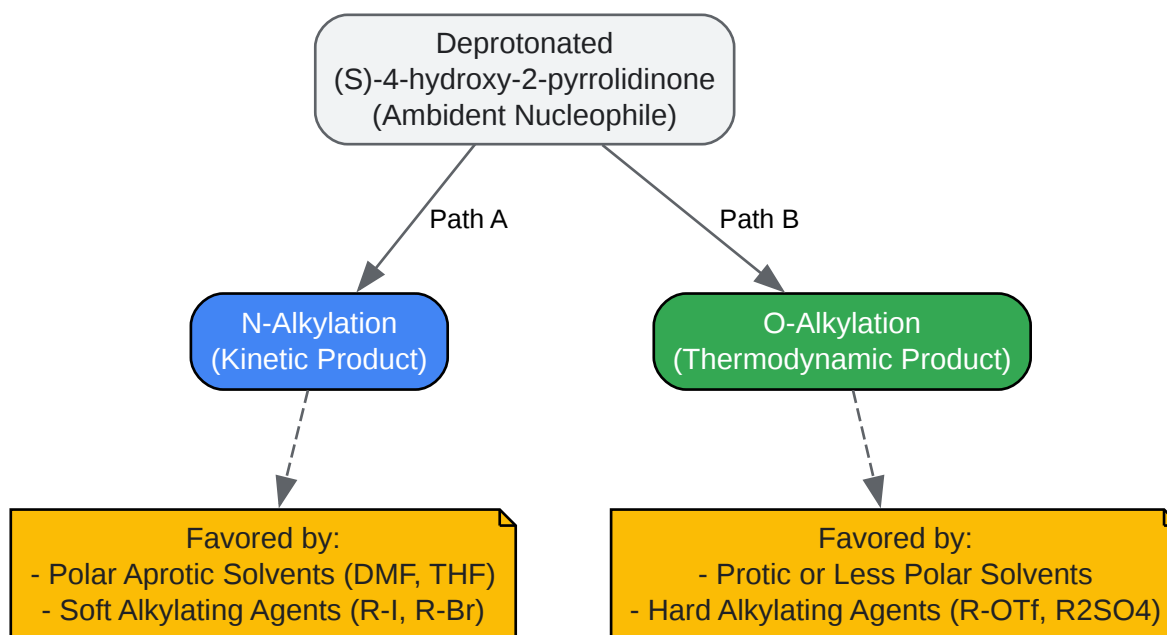 Deprotonated
(S)-4-hydroxy-2-pyrrolidinone
(Ambident Nucleophile)
Path A
Path B
N-Alkylation
(Kinetic Product)
O-Alkylation
(Thermodynamic Product)
Favored by:
- Polar Aprotic Solvents (DMF, THF)
- Soft Alkylating Agents (R-I, R-Br)
Favored by:
- Protic or Less Polar Solvents
- Hard Alkylating Agents (R-OTf, R2SO4)